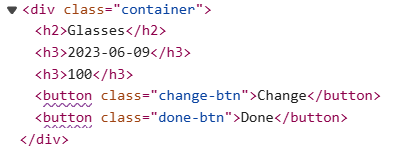 <div class="container">
<h2>Glasses</h2>
<h3>2023-06-09</h3>
<h3>100</h3>
<button class="change-btn">Change</button>
<button class="done-btn">Done</button>
</div>